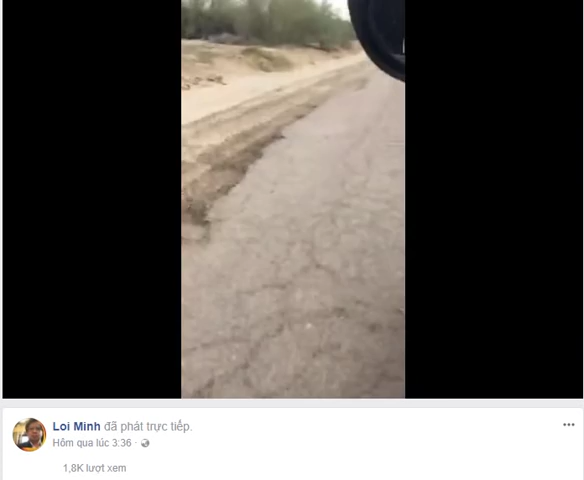 Loi Minh đã phát trực tiếp.
Hôm qua lúc 3:36 ·
1,8K lượt xem